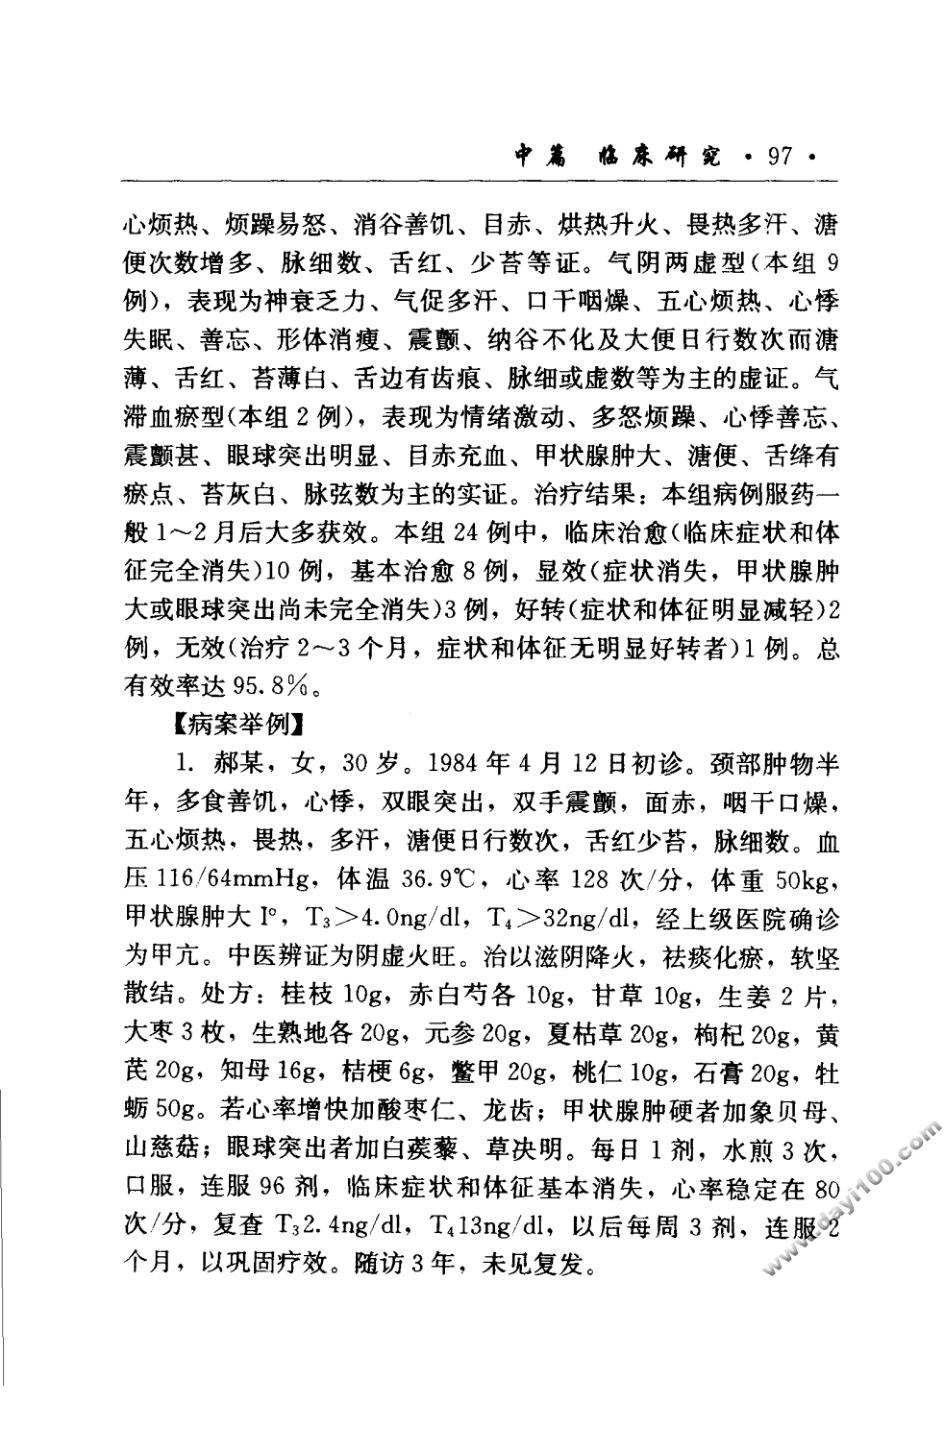 中篇 临床研究 · 97 ·
心烦热、烦躁易怒、消谷善饥、目赤、烘热升火、畏热多汗、溏
便次数增多、脉细数、舌红、少苔等证。气阴两虚型(本组 9
例)，表现为神衰乏力、气促多汗、口干咽燥、五心烦热、心悸
失眠、善忘、形体消瘦、震颤、纳谷不化及大便日行数次而溏
薄、舌红、苔薄白、舌边有齿痕、脉细或虚数等为主的虚证。气
滞血瘀型(本组 2 例)，表现为情绪激动、多怒烦躁、心悸善忘、
震颤甚、眼球突出明显、目赤充血、甲状腺肿大、溏便、舌绛有
瘀点、苔灰白、脉弦数为主的实证。治疗结果：本组病例服药一
般 1～2 月后大多获效。本组 24 例中，临床治愈(临床症状和体
征完全消失)10 例，基本治愈 8 例，显效(症状消失，甲状腺肿
大或眼球突出尚未完全消失)3 例，好转(症状和体征明显减轻)2
例，无效(治疗 2～3 个月，症状和体征无明显好转者)1 例。总
有效率达 95.8%。
【病案举例】
1. 郝某，女，30 岁。1984 年 4 月 12 日初诊。颈部肿物半
年，多食善饥，心悸，双眼突出，双手震颤，面赤，咽干口燥，
五心烦热，畏热，多汗，溏便日行数次，舌红少苔，脉细数。血
压 116/64mmHg，体温 36.9℃，心率 128 次/分，体重 50kg，
甲状腺肿大 I°，T₃＞4.0ng/dl，T₄＞32ng/dl，经上级医院确诊
为甲亢。中医辨证为阴虚火旺。治以滋阴降火，祛痰化瘀，软坚
散结。处方：桂枝 10g，赤白芍各 10g，甘草 10g，生姜 2 片，
大枣 3 枚，生熟地各 20g，元参 20g，夏枯草 20g，枸杞 20g，黄
芪 20g，知母 16g，桔梗 6g，鳖甲 20g，桃仁 10g，石膏 20g，牡
蛎 50g。若心率增快加酸枣仁、龙齿；甲状腺肿硬者加象贝母、
山慈菇；眼球突出者加白蒺藜、草决明。每日 1 剂，水煎 3 次，
口服，连服 96 剂，临床症状和体征基本消失，心率稳定在 80
次/分，复查 T₃2.4ng/dl，T₄13ng/dl，以后每周 3 剂，连服 2
个月，以巩固疗效。随访 3 年，未见复发。
www.dayi100.com